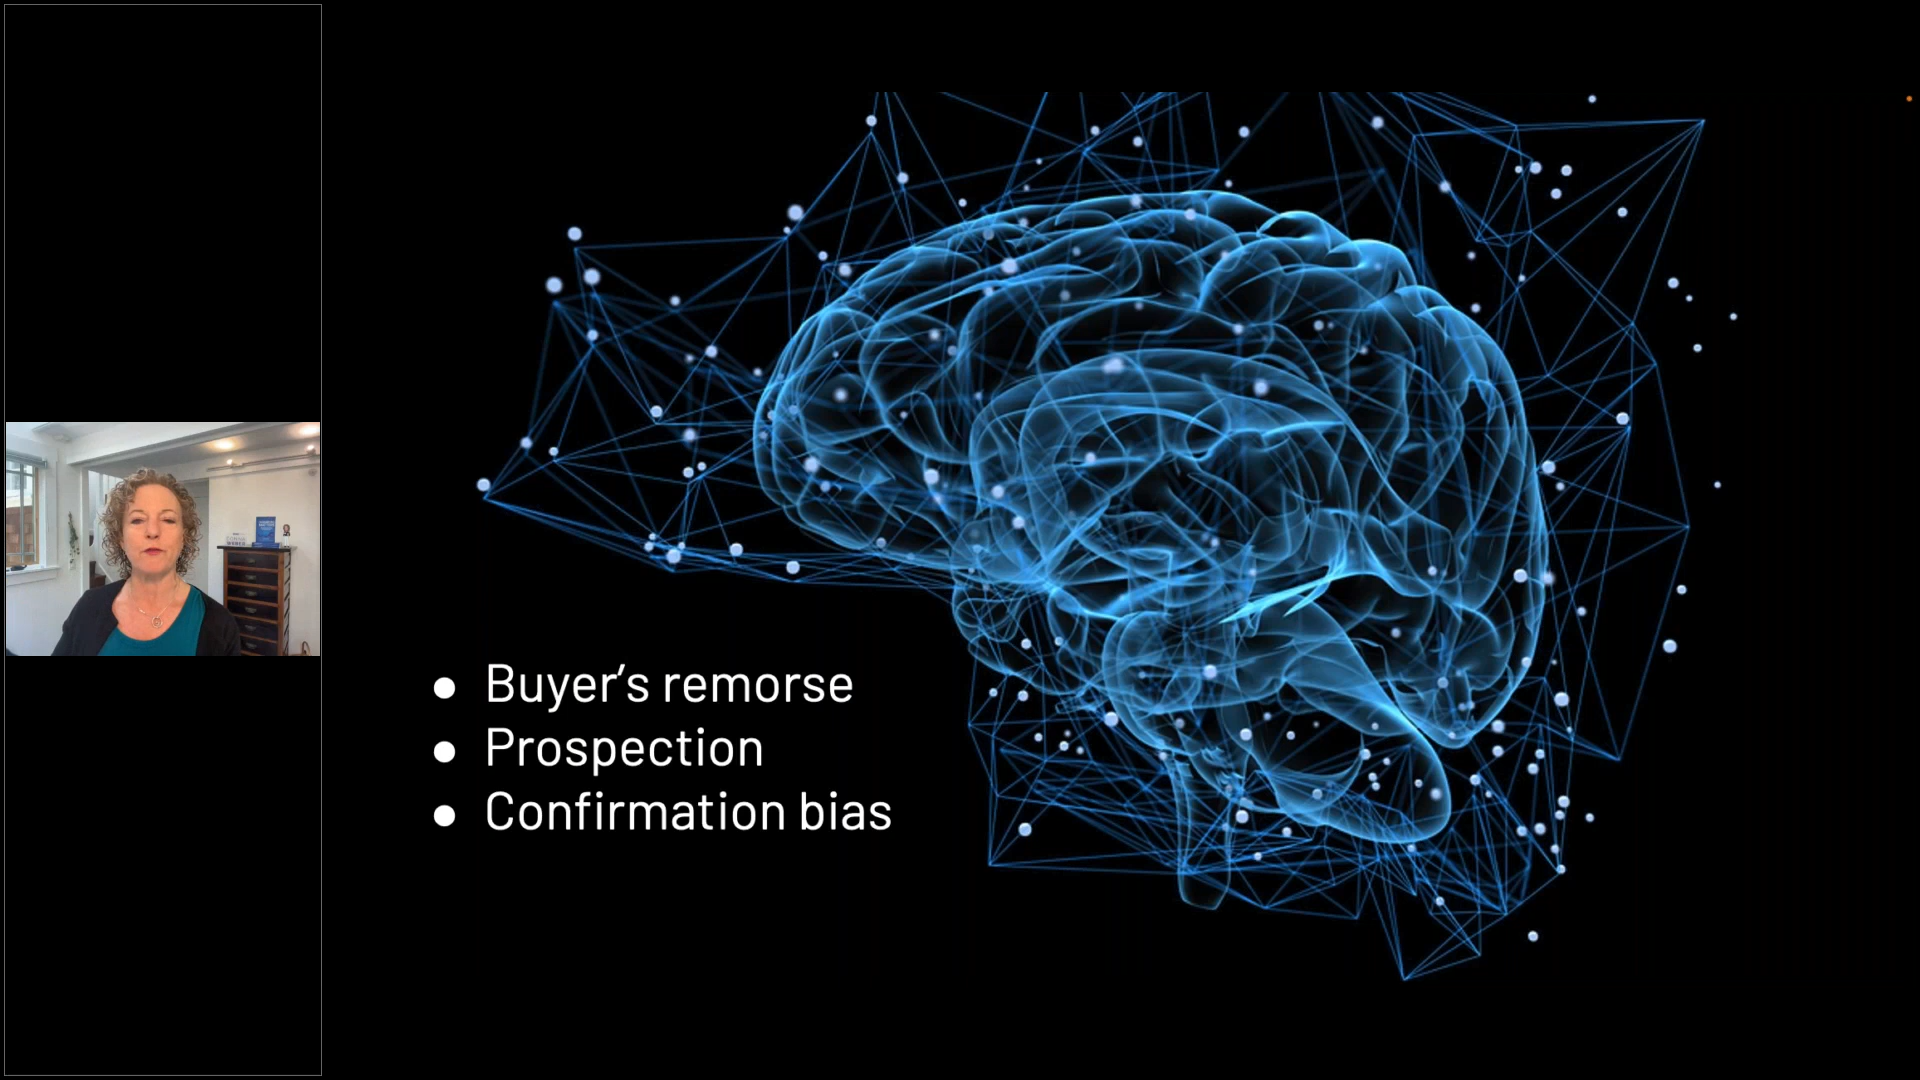 Buyer’s remorse
Prospection
Confirmation bias